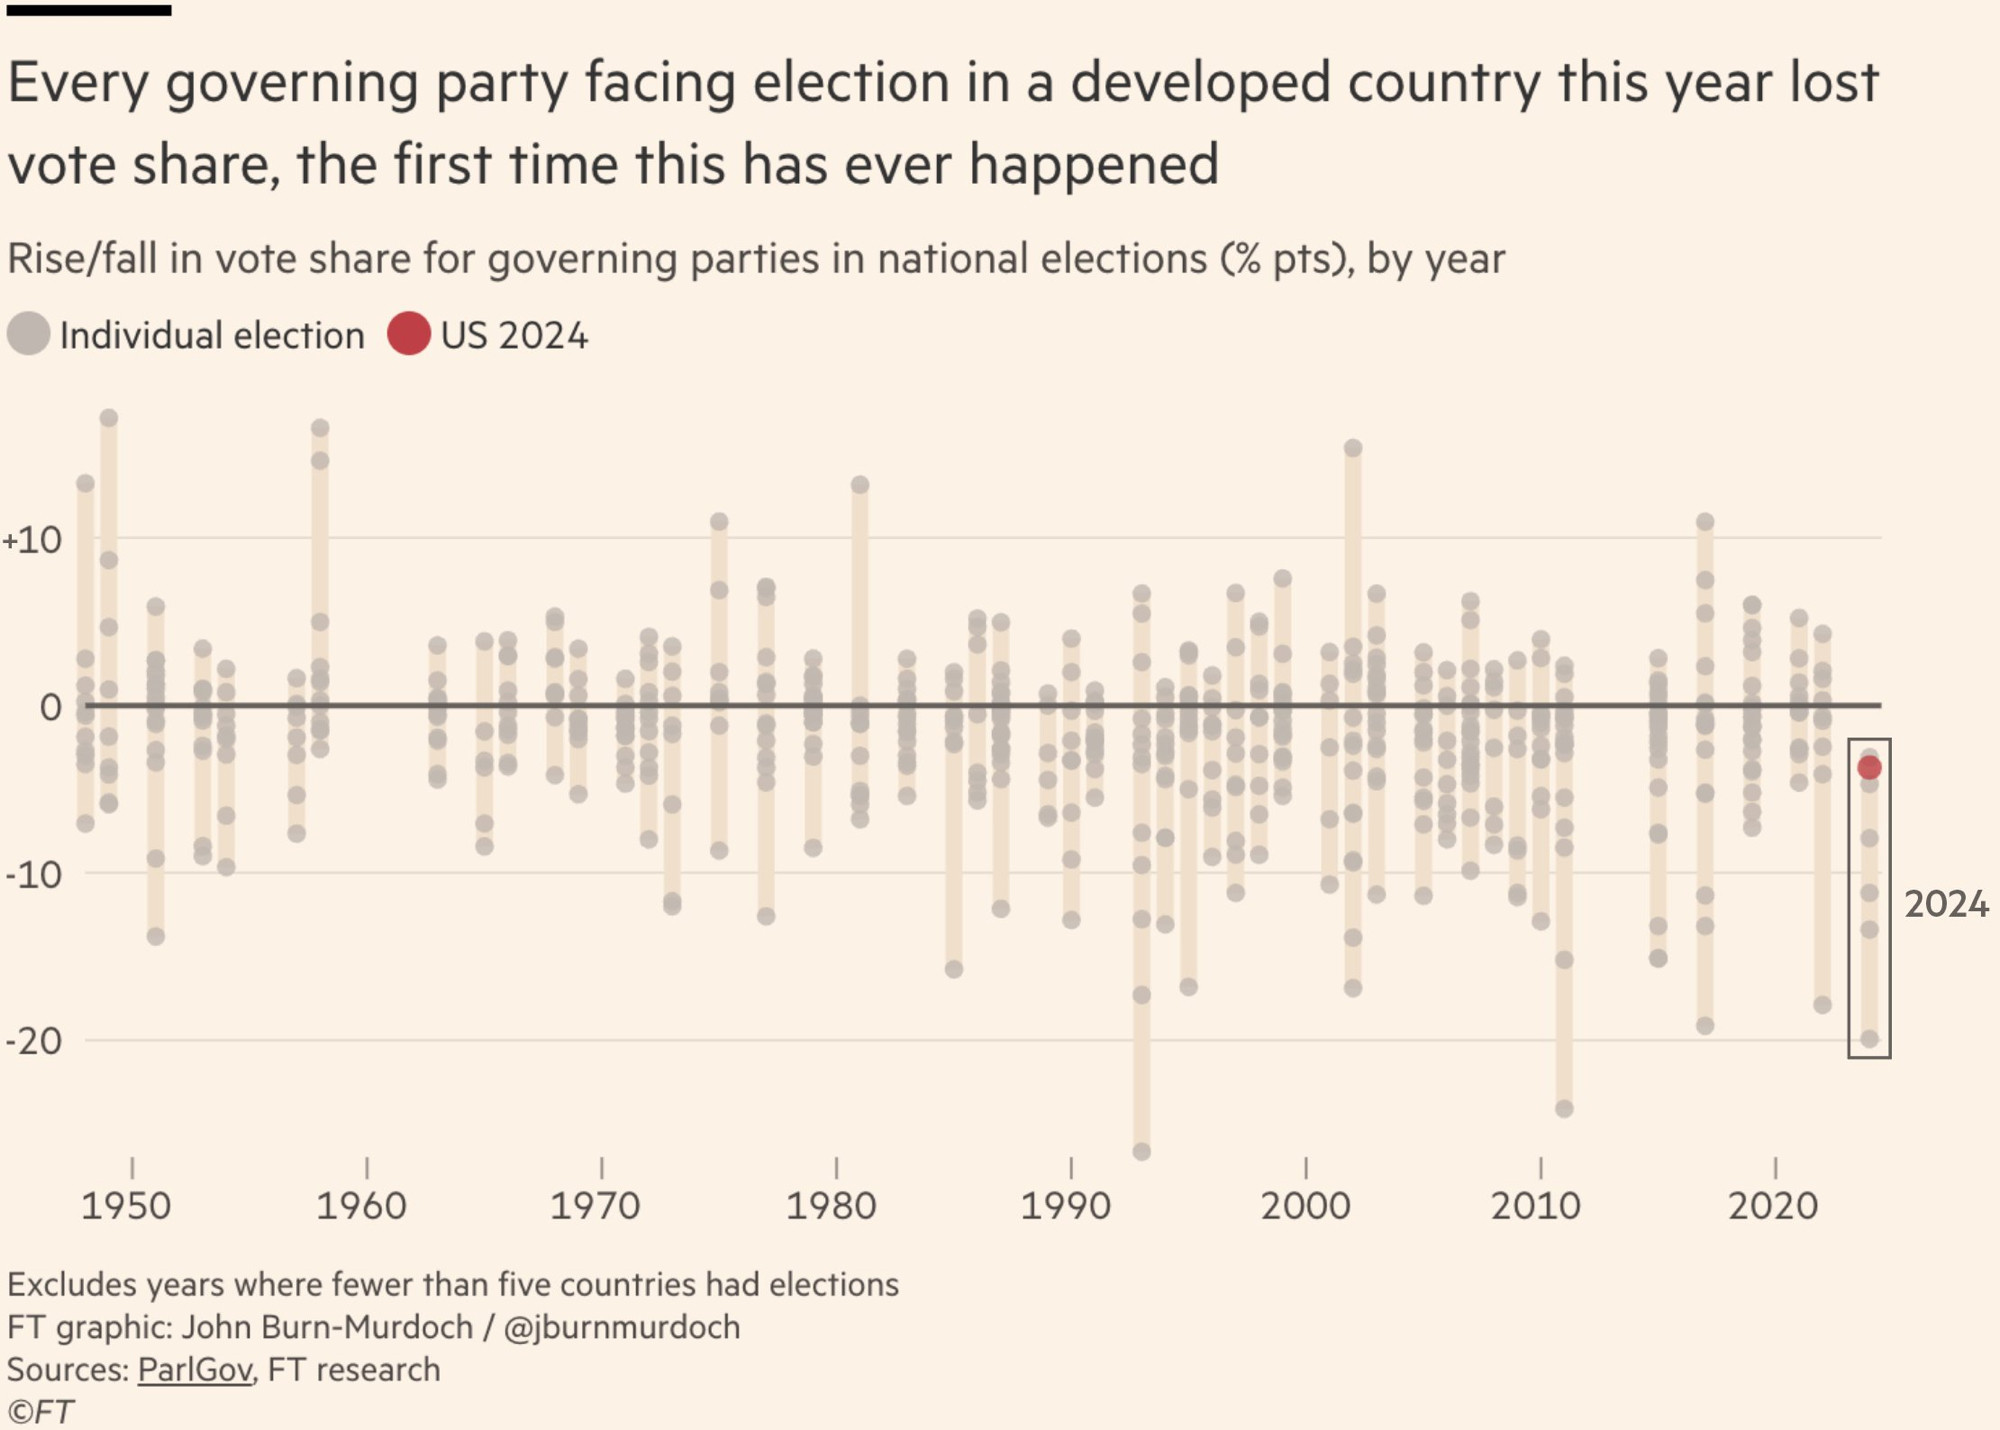 Every governing party facing election in a developed country this year lost
vote share, the first time this has ever happened
Rise/fall in vote share for governing parties in national elections (% pts), by year
Individual election
US 2024
+10
0
-10
-20
2024
1950
1960
1970
1980
1990
2000
2010
2020
Excludes years where fewer than five countries had elections
FT graphic: John Burn-Murdoch / @jburnmurdoch
Sources: ParlGov, FT research
©FT